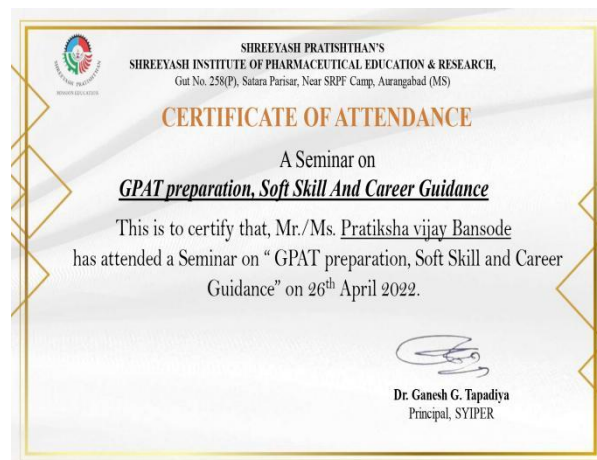 SHREEYASH PRATISHTHAN'S
SHREEYASH INSTITUTE OF PHARMACEUTICAL EDUCATION & RESEARCH,
Gut No. 258(P), Satara Parisar, Near SRPF Camp, Aurangabad (MS)
CERTIFICATE OF ATTENDANCE
A Seminar on
GPAT preparation, Soft Skill And Career Guidance
This is to certify that, Mr./Ms. Pratiksha vijay Bansode
has attended a Seminar on “ GPAT preparation, Soft Skill and Career
Guidance” on 26th April 2022.
Dr. Ganesh G. Tapadiya
Principal, SYIPER